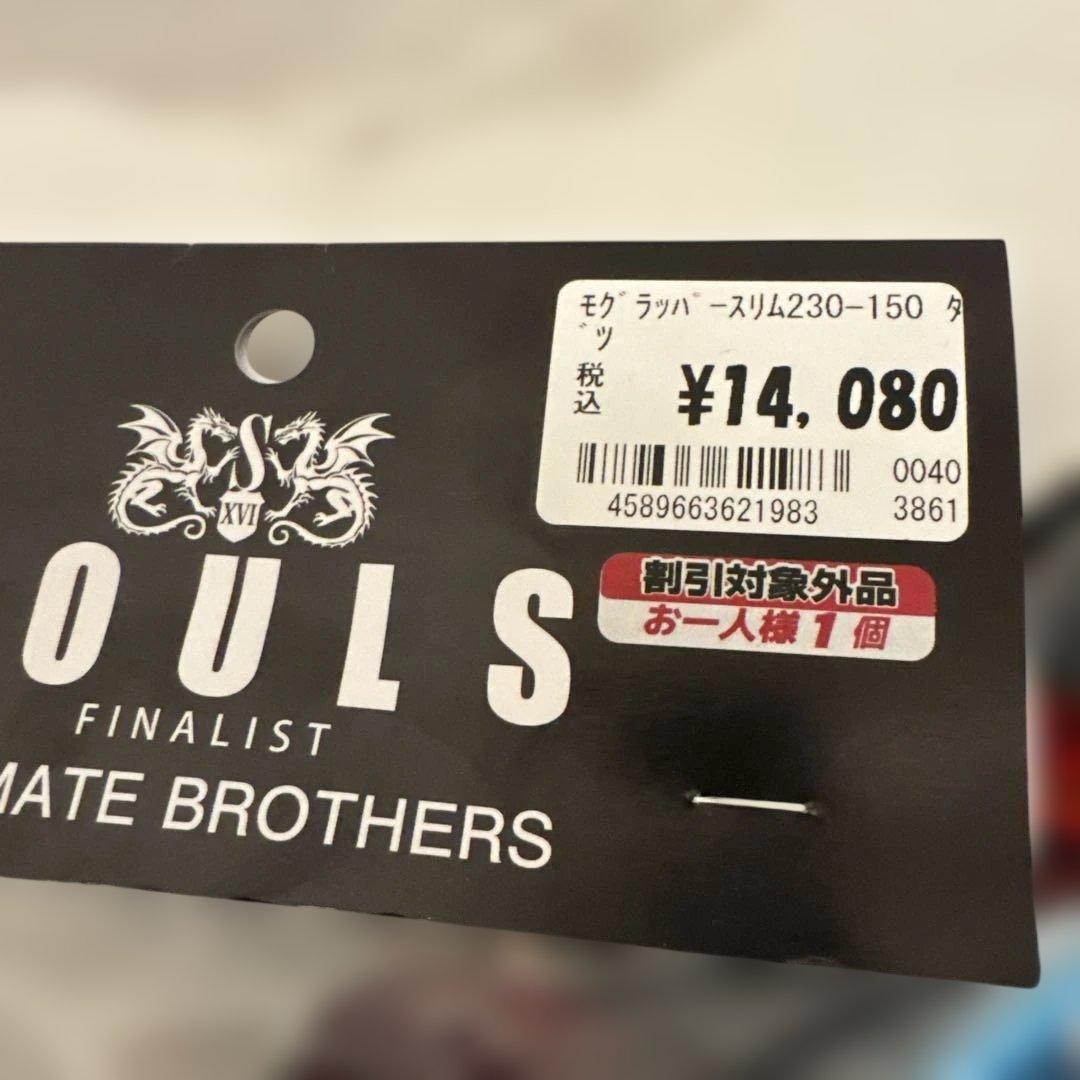 モグラッパースリム230-150 タ
゛ツ
税込 ¥14,080
0040
4589663621983 3861
割引対象外品
お一人様1個
S
XVI
OULS
FINALIST
MATE BROTHERS